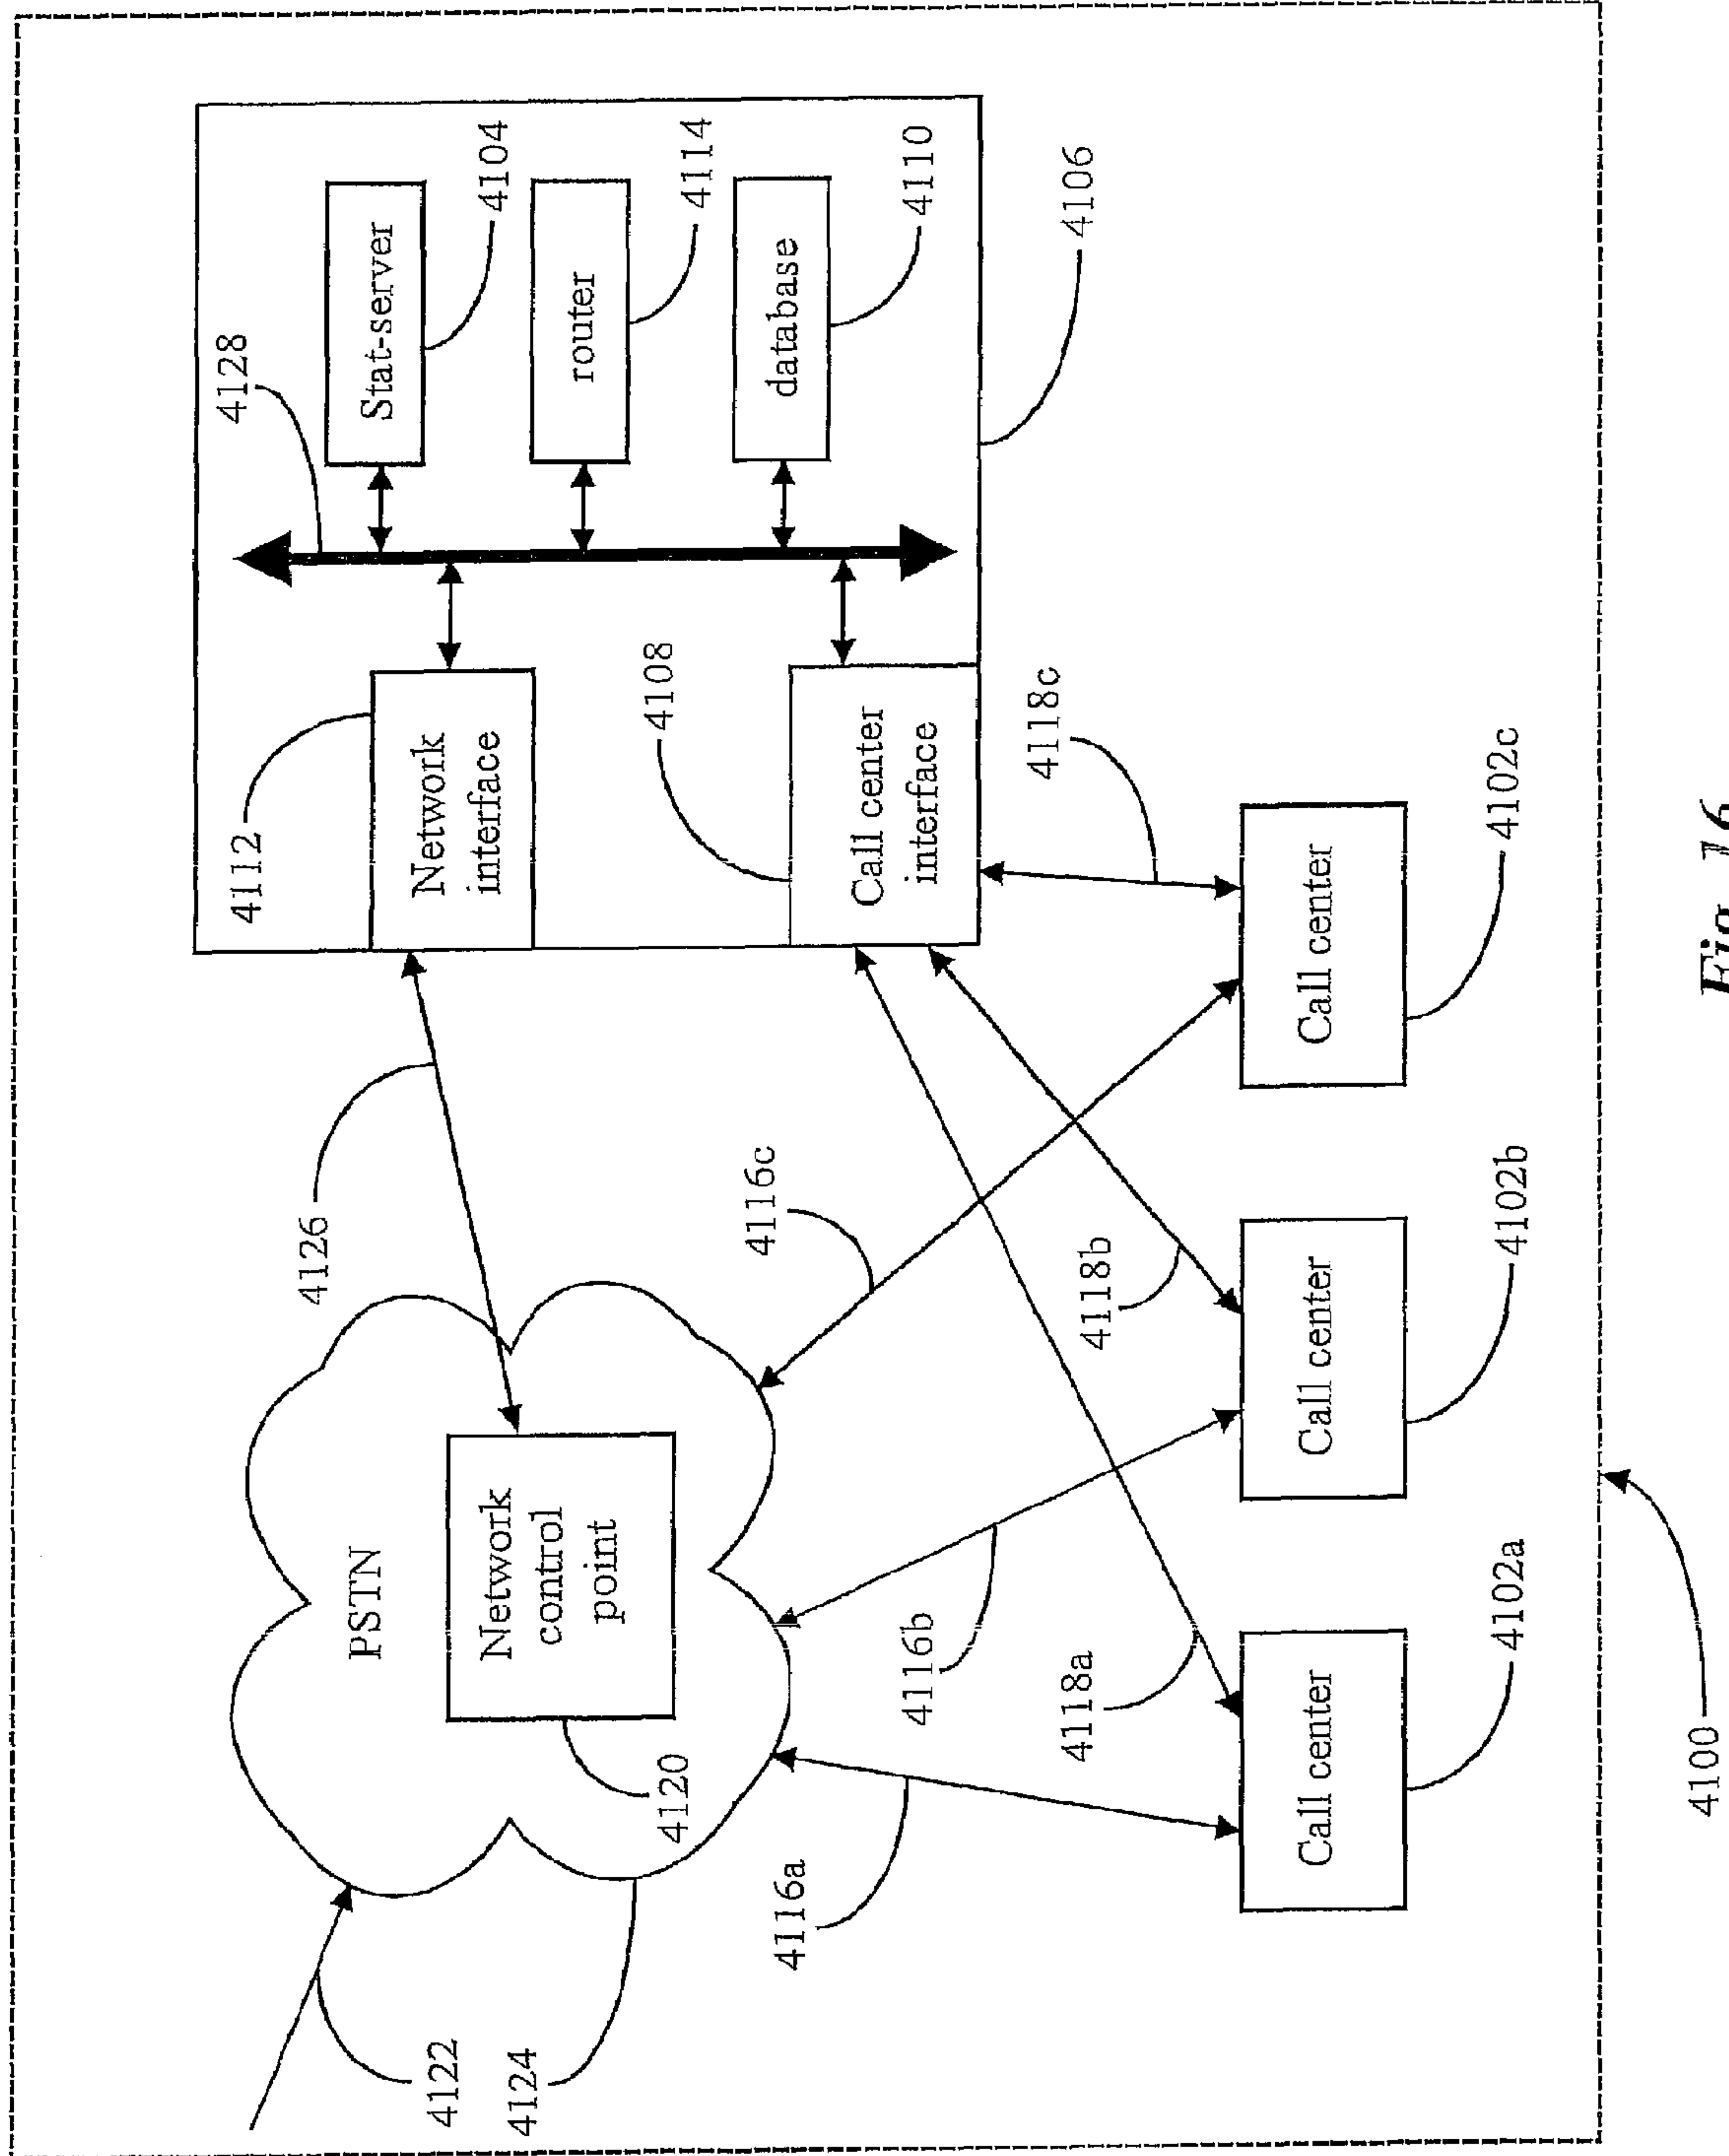 4128
Stat-server
4104
router
4114
database
4110
4106
4112
Network
interface
4108
Call center
interface
4118c
4126
4116c
4118b
PSTN
Network
control
point
4120
4122
4124
4116a
4116b
4118a
Call center
4102a
Call center
4102b
Call center
4102c
4100
Fig. 16